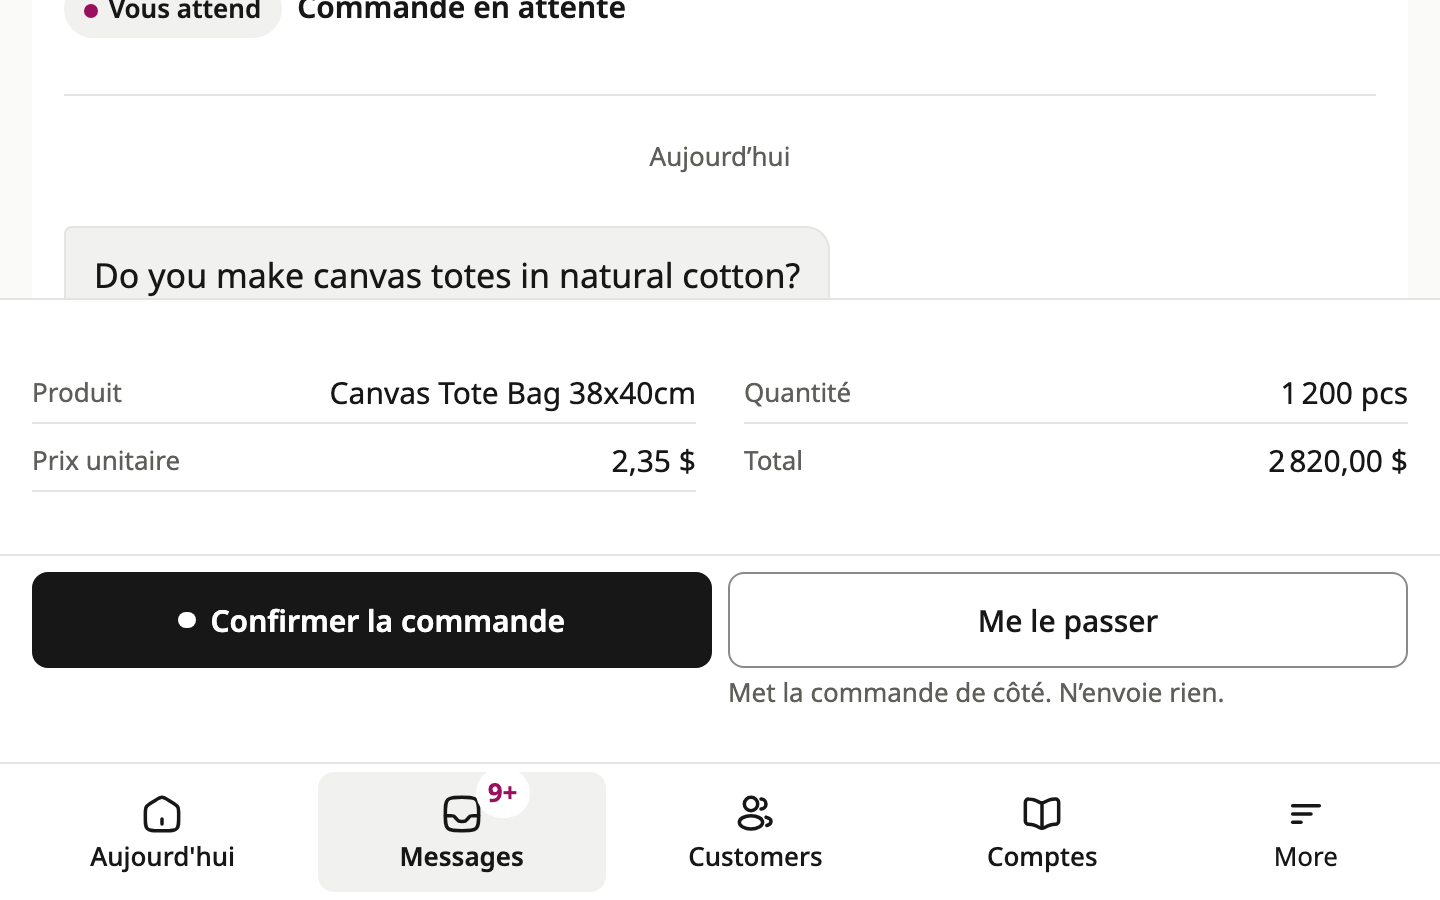 Vous attend Commande en attente
Aujourd’hui
Do you make canvas totes in natural cotton?
Produit Canvas Tote Bag 38x40cm
Quantité 1 200 pcs
Prix unitaire 2,35 $
Total 2 820,00 $
Confirmer la commande
Me le passer
Met la commande de côté. N’envoie rien.
9+
Aujourd'hui Messages Customers Comptes More